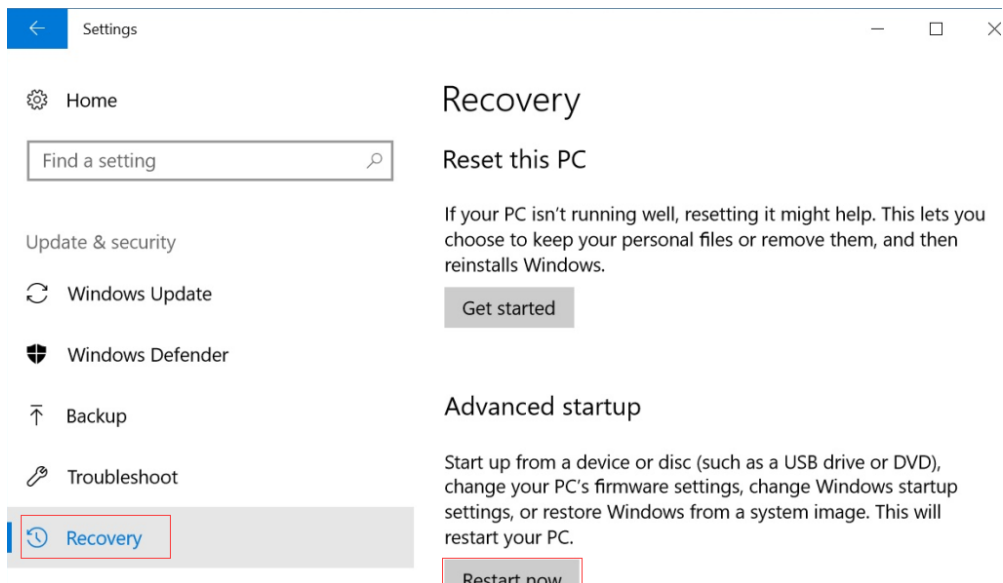 Settings
Home
Find a setting
Update & security
Windows Update
Windows Defender
Backup
Troubleshoot
Recovery
Recovery
Reset this PC
If your PC isn’t running well, resetting it might help. This lets you
choose to keep your personal files or remove them, and then
reinstalls Windows.
Get started
Advanced startup
Start up from a device or disc (such as a USB drive or DVD),
change your PC’s firmware settings, change Windows startup
settings, or restore Windows from a system image. This will
restart your PC.
Restart now